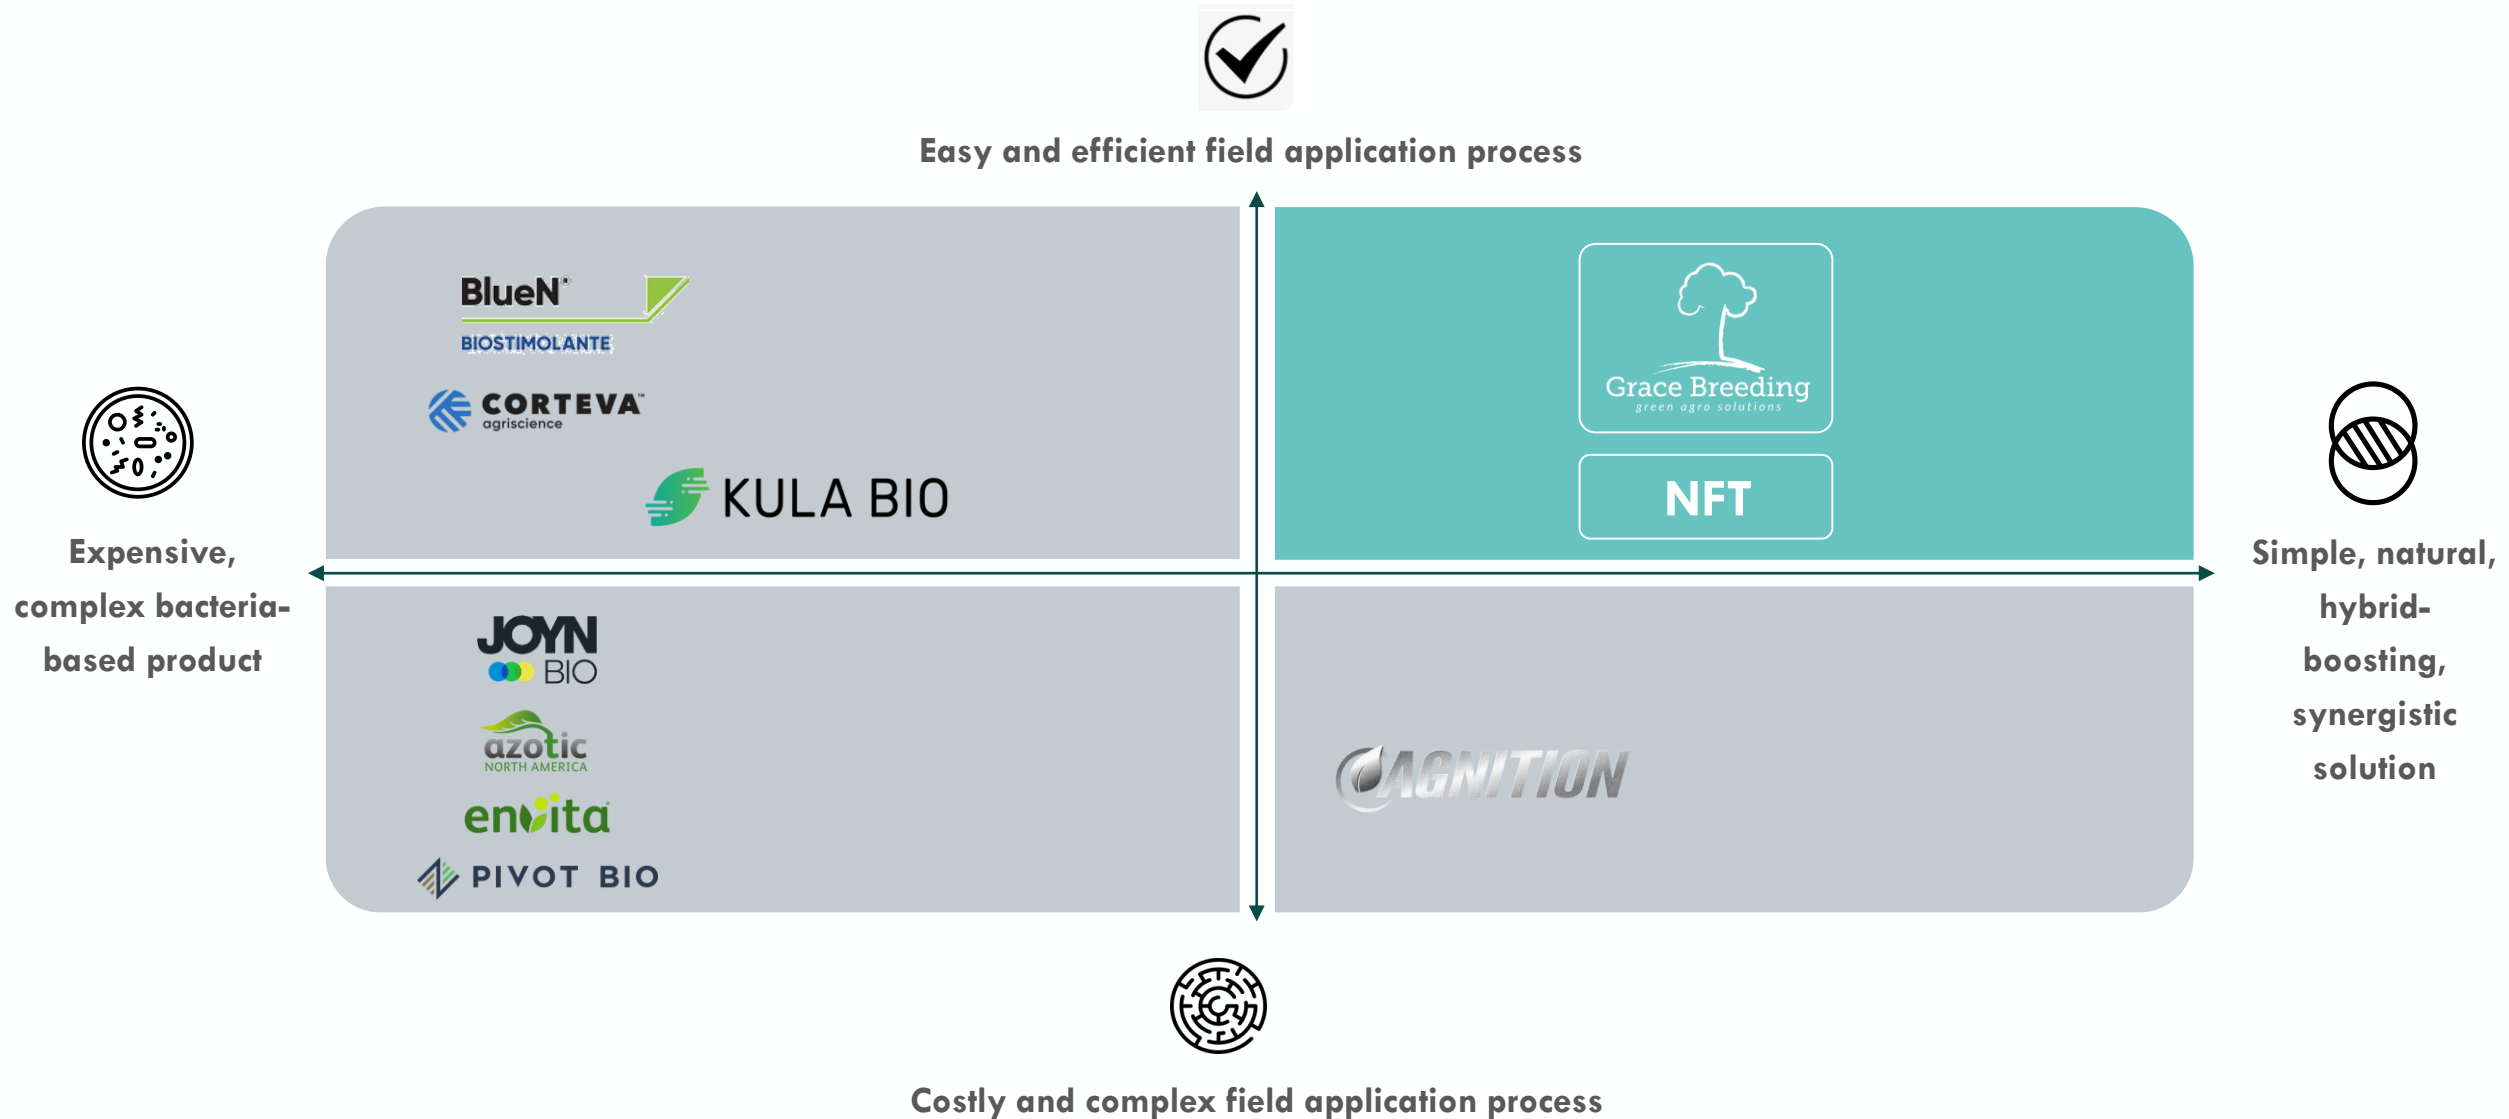 Easy and efficient field application process
BlueN®
BIOSTIMOLANTE
CORTEVA™
agriscience
KULA BIO
Grace Breeding
green agro solutions
NFT
Expensive,
complex bacteria-
based product
Simple, natural,
hybrid-
boosting,
synergistic
solution
JOYN
BIO
azotic
NORTH AMERICA
envita
PIVOT BIO
AGNITION
Costly and complex field application process